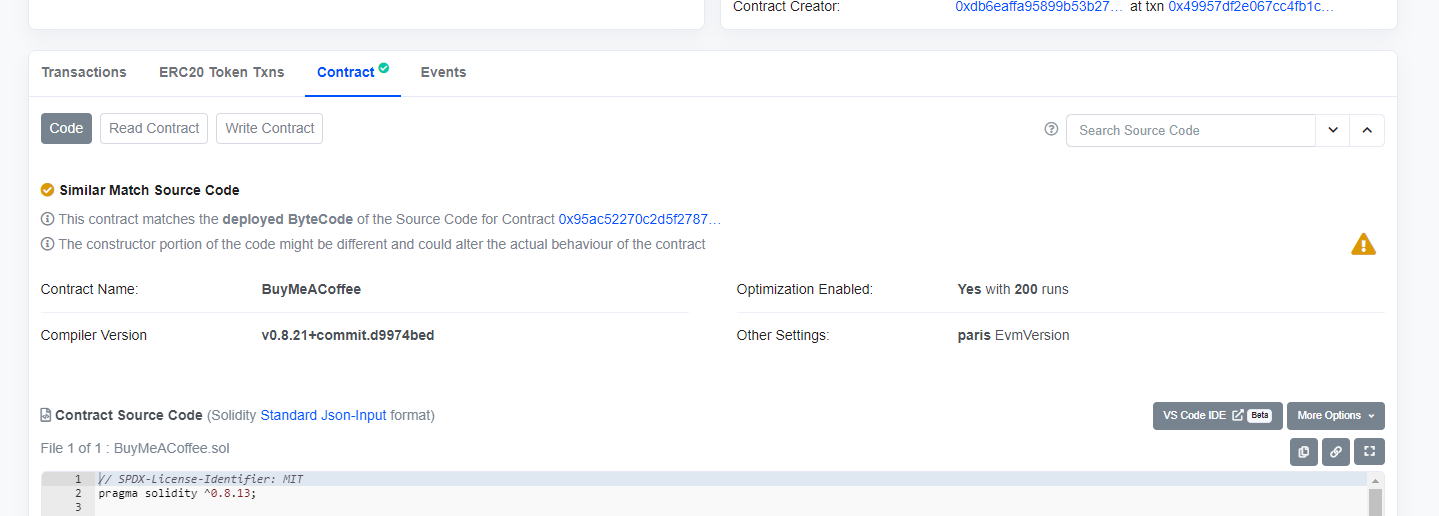 Contract Creator: 0xdb6eaffa95899b53b27... at txn 0x49957df2e067cc4fb1c...
Transactions ERC20 Token Txns Contract Events
Code Read Contract Write Contract Search Source Code
Similar Match Source Code
This contract matches the deployed ByteCode of the Source Code for Contract 0x95ac52270c2d5f2787...
The constructor portion of the code might be different and could alter the actual behaviour of the contract
Contract Name: BuyMeACoffee Optimization Enabled: Yes with 200 runs
Compiler Version v0.8.21+commit.d9974bed Other Settings: paris EvmVersion
Contract Source Code (Solidity Standard Json-Input format) VS Code IDE Beta More Options
File 1 of 1 : BuyMeACoffee.sol
1 // SPDX-License-Identifier: MIT
2 pragma solidity ^0.8.13;
3